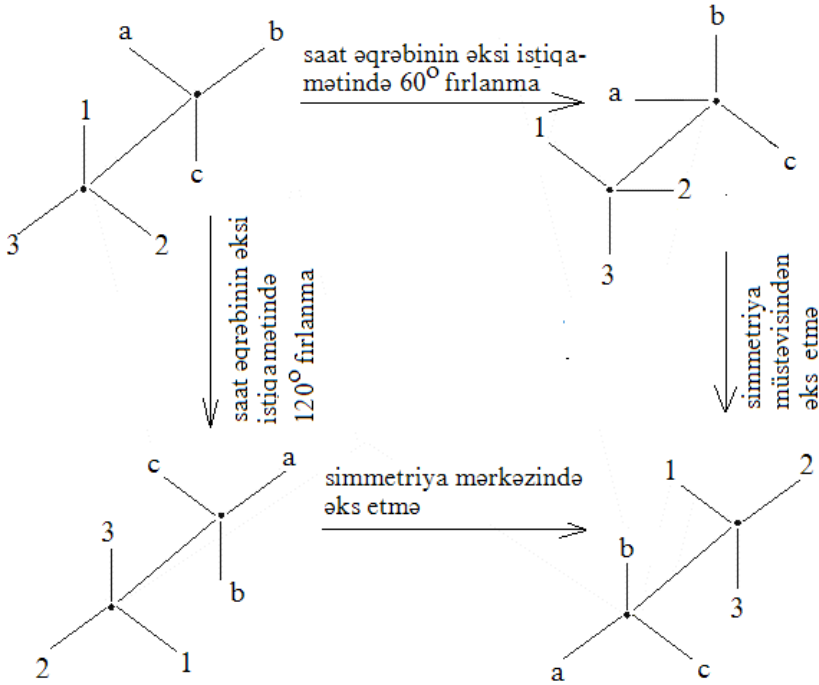 a
b
c
1
2
3
saat əqrəbinin əksi istiqa-
mətində 60° fırlanma
b
a
c
1
2
3
saat əqrəbinin əksi
istiqamətində
120° fırlanma
simmetriya
müstəvisindən
əks etmə
c
a
b
3
2
1
simmetriya mərkəzində
əks etmə
1
2
3
b
a
c